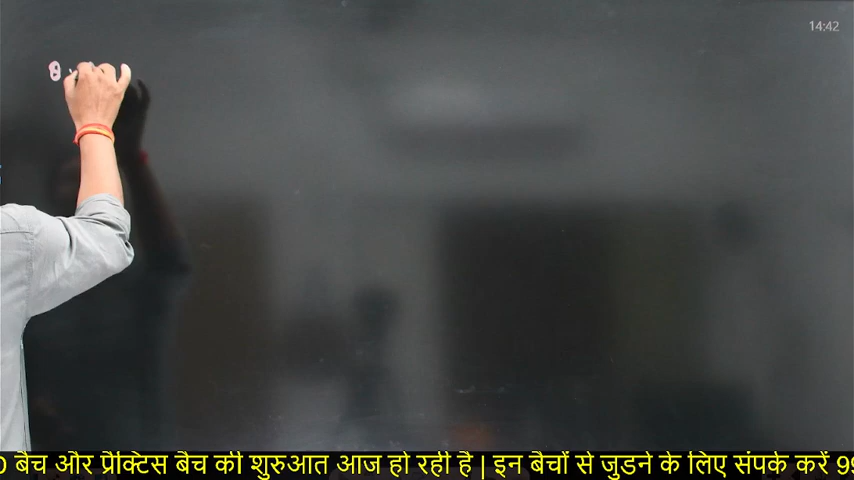 14:42
बैच और प्रैक्टिस बैच की शुरुआत आज हो रही है | इन बैचों से जुडने के लिए संपर्क करें